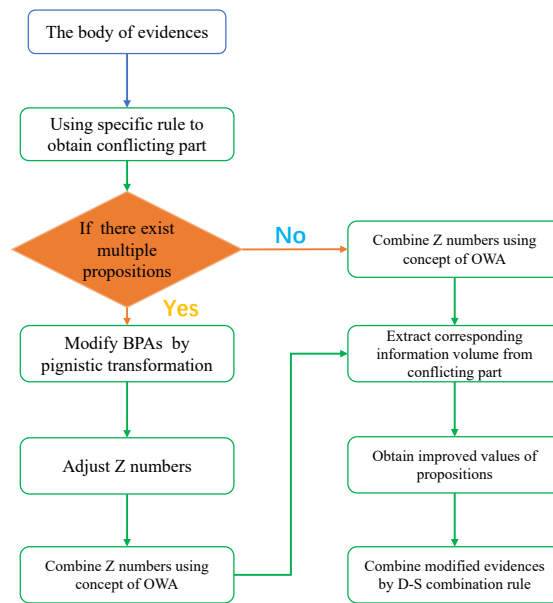 The body of evidences
Using specific rule to
obtain conflicting part
If there exist
multiple
propositions
No
Yes
Modify BPAs by
pignistic transformation
Adjust Z numbers
Combine Z numbers using
concept of OWA
Combine Z numbers using
concept of OWA
Extract corresponding
information volume from
conflicting part
Obtain improved values of
propositions
Combine modified evidences
by D-S combination rule